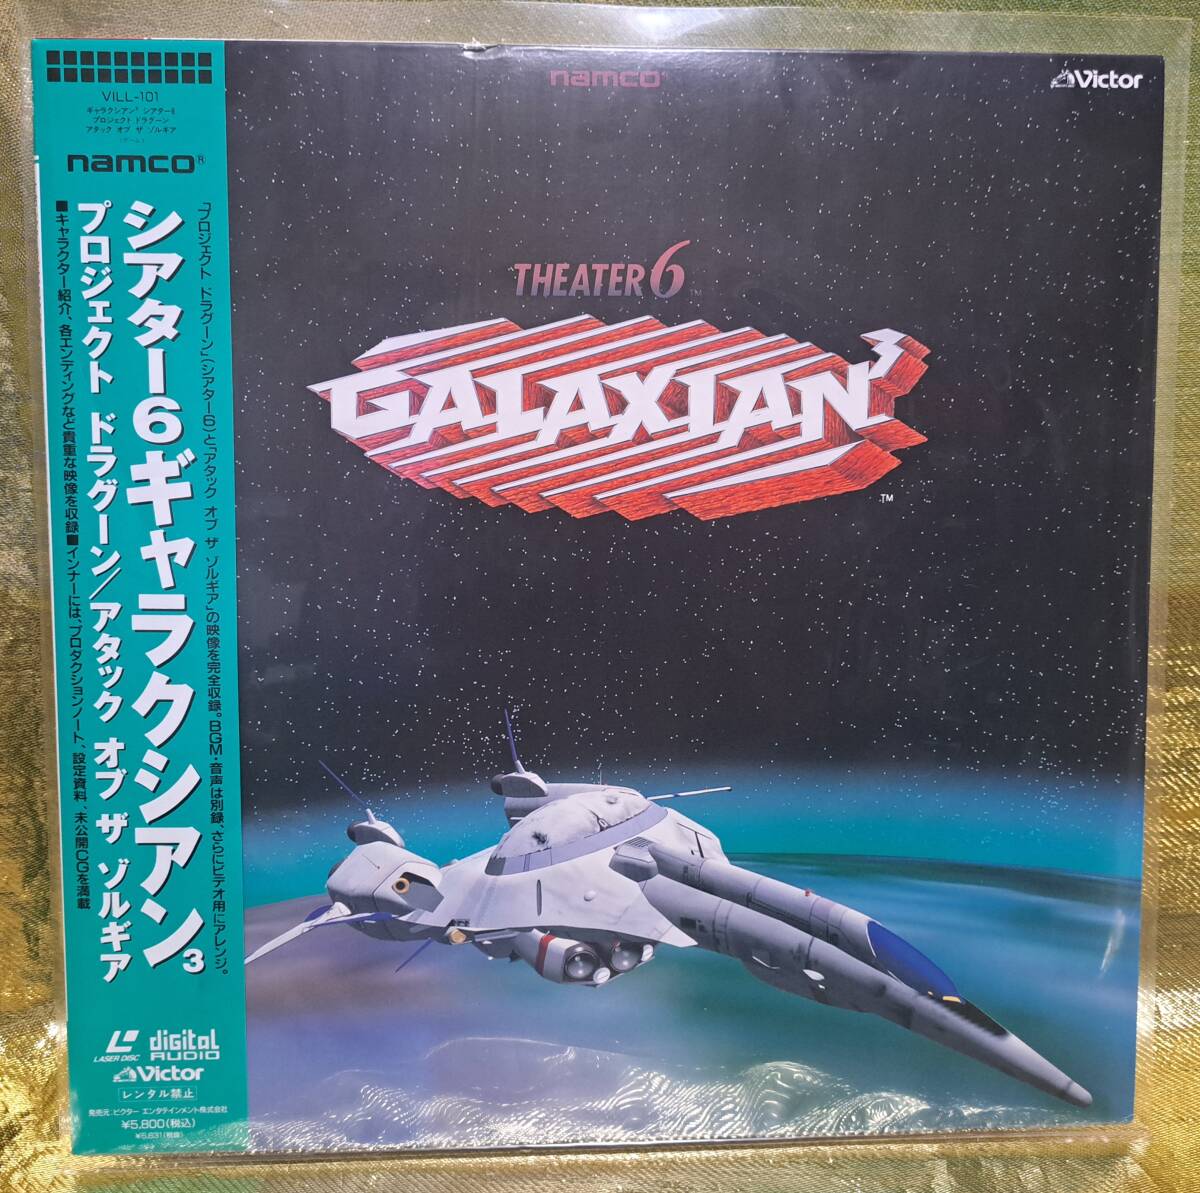 VILL-101
ギャラクシアン³ シアター6
プロジェクト ドラグーン
アタック オブ ザ ゾルギア
(ゲーム)
namco®
「プロジェクト ドラグーン」(シアター6)と「アタック オブ ザ ゾルギア」の映像を完全収録。BGM・音声は別録、さらにビデオ用にアレンジ。
シアター6ギャラクシアン3
プロジェクト ドラグーン/アタック オブ ザ ゾルギア
■キャラクター紹介、各エンディングなど貴重な映像を収録■インナーには、プロダクションノート、設定資料、未公開CGを満載
LASER DISC
digital AUDIO
Victor
レンタル禁止
発売元 ビクター エンタテインメント株式会社
¥5,800(税込)
¥5,631(税抜)
namco
Victor
THEATER 6 TM
GALAXIAN³
TM